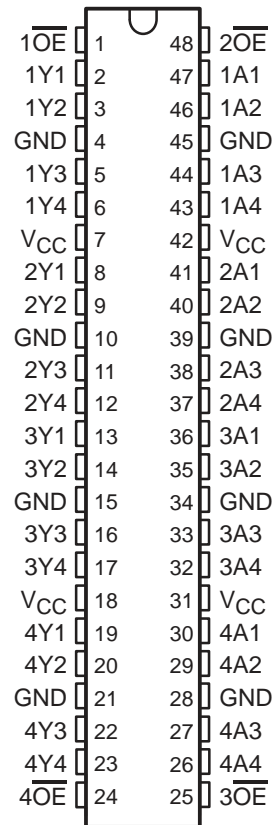 1O̅E̅ 1 48 2O̅E̅
1Y1 2 47 1A1
1Y2 3 46 1A2
GND 4 45 GND
1Y3 5 44 1A3
1Y4 6 43 1A4
VCC 7 42 VCC
2Y1 8 41 2A1
2Y2 9 40 2A2
GND 10 39 GND
2Y3 11 38 2A3
2Y4 12 37 2A4
3Y1 13 36 3A1
3Y2 14 35 3A2
GND 15 34 GND
3Y3 16 33 3A3
3Y4 17 32 3A4
VCC 18 31 VCC
4Y1 19 30 4A1
4Y2 20 29 4A2
GND 21 28 GND
4Y3 22 27 4A3
4Y4 23 26 4A4
4O̅E̅ 24 25 3O̅E̅